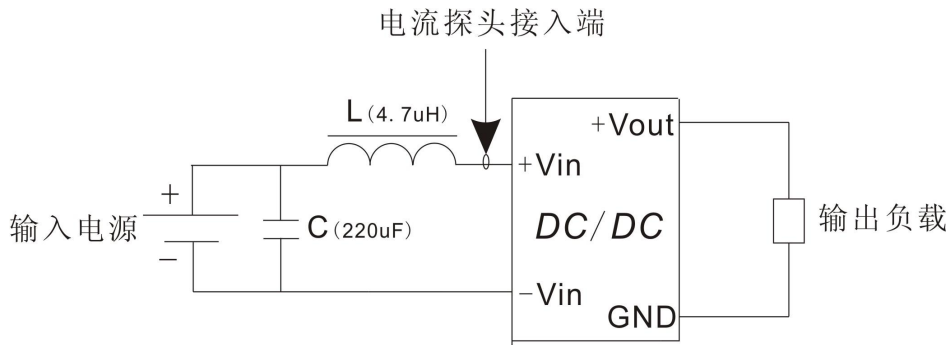 电流探头接入端
L(4. 7uH)
+Vout
+Vin
+
输入电源
C(220uF)
DC/DC
输出负载
-
-Vin
GND